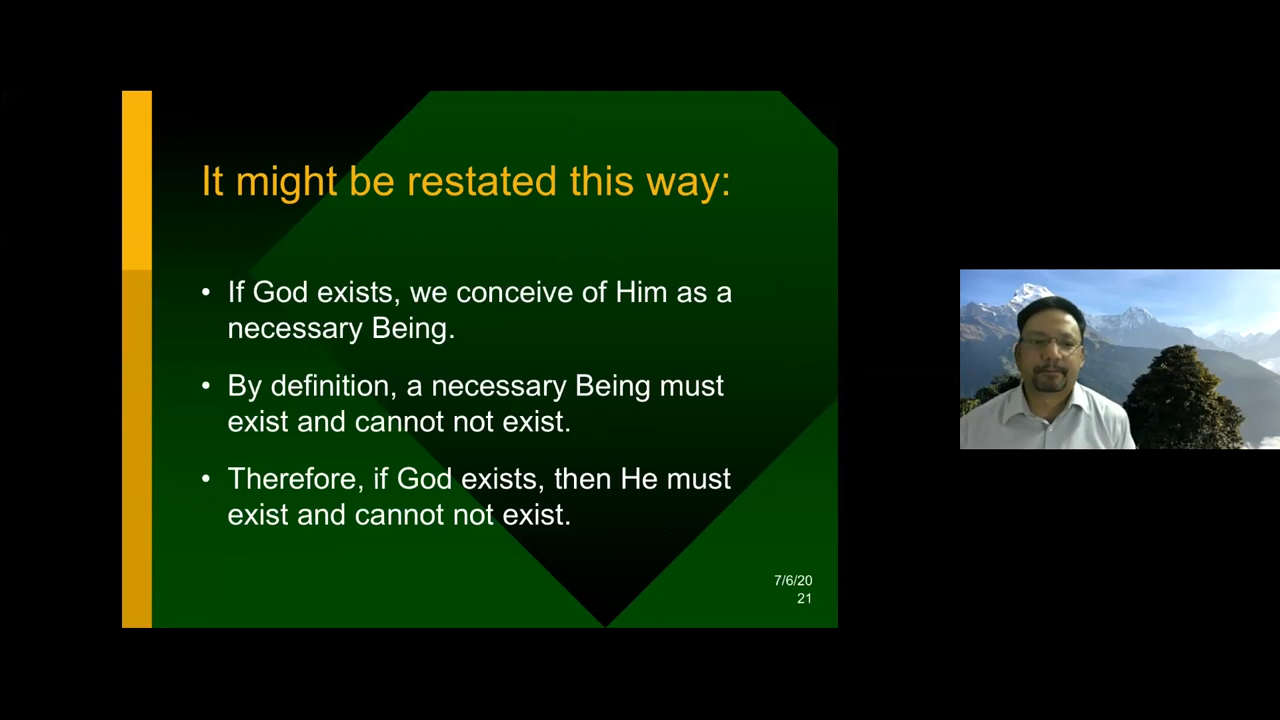 It might be restated this way:
• If God exists, we conceive of Him as a
necessary Being.
• By definition, a necessary Being must
exist and cannot not exist.
• Therefore, if God exists, then He must
exist and cannot not exist.
7/6/20
21